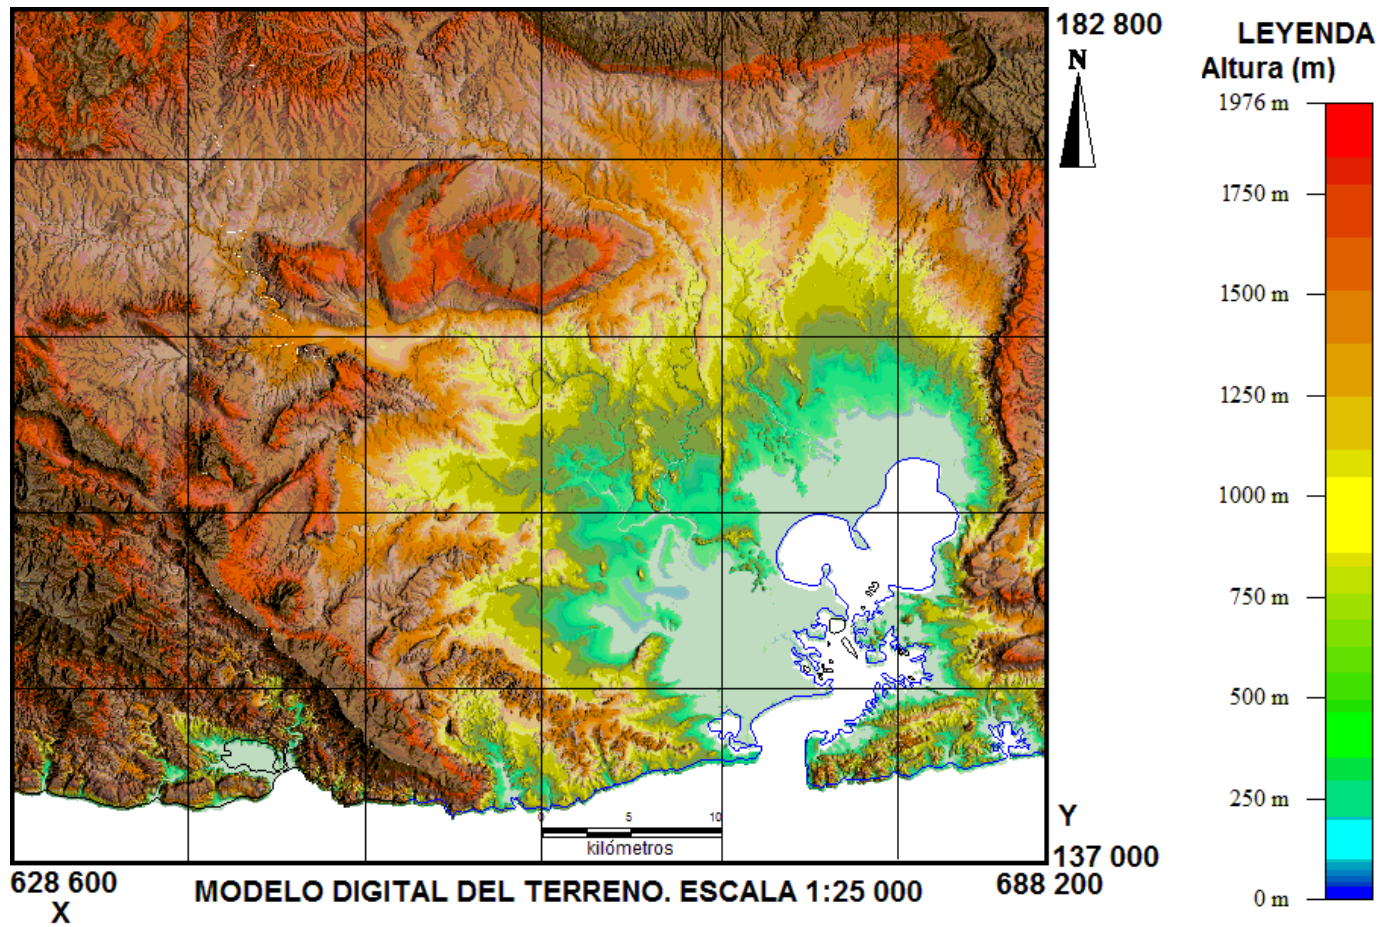 182 800
N
LEYENDA
Altura (m)
1976 m
1750 m
1500 m
1250 m
1000 m
750 m
500 m
250 m
0 m
0 5 10
kilómetros
Y
137 000
688 200
628 600
X
MODELO DIGITAL DEL TERRENO. ESCALA 1:25 000